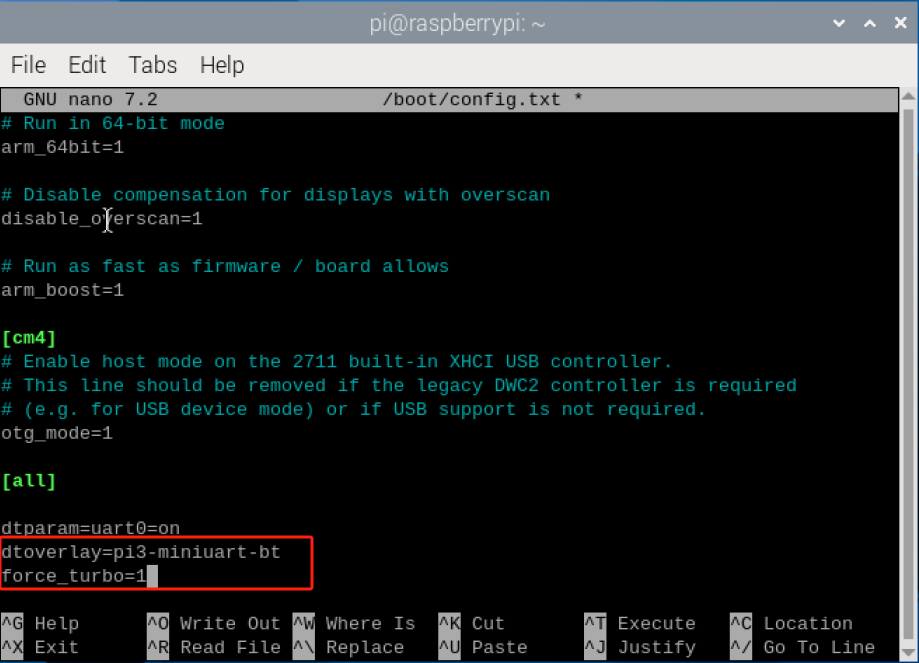 pi@raspberrypi: ~
File Edit Tabs Help
GNU nano 7.2 /boot/config.txt *
# Run in 64-bit mode
arm_64bit=1
# Disable compensation for displays with overscan
disable_overscan=1
# Run as fast as firmware / board allows
arm_boost=1
[cm4]
# Enable host mode on the 2711 built-in XHCI USB controller.
# This line should be removed if the legacy DWC2 controller is required
# (e.g. for USB device mode) or if USB support is not required.
otg_mode=1
[all]
dtparam=uart0=on
dtoverlay=pi3-miniuart-bt
force_turbo=1
^G Help ^O Write Out ^W Where Is ^K Cut ^T Execute ^C Location
^X Exit ^R Read File ^\ Replace ^U Paste ^J Justify ^/ Go To Line